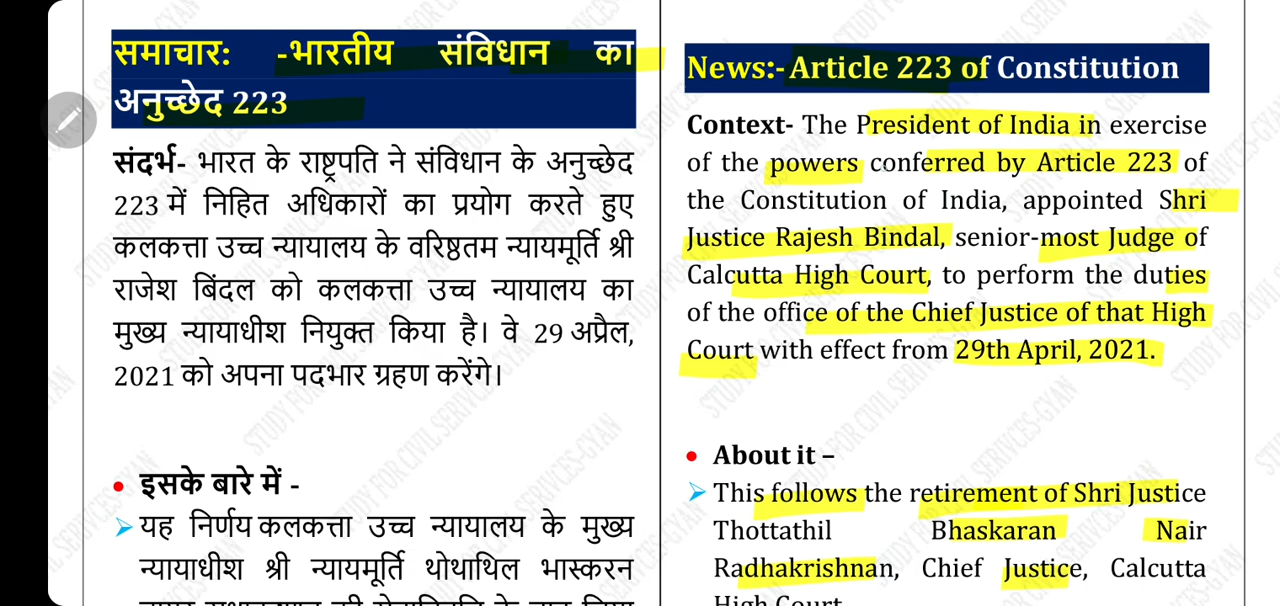 समाचार: -भारतीय संविधान का
अनुच्छेद 223
संदर्भ- भारत के राष्ट्रपति ने संविधान के अनुच्छेद
223 में निहित अधिकारों का प्रयोग करते हुए
कलकत्ता उच्च न्यायालय के वरिष्ठतम न्यायमूर्ति श्री
राजेश बिंदल को कलकत्ता उच्च न्यायालय का
मुख्य न्यायाधीश नियुक्त किया है। वे 29 अप्रैल,
2021 को अपना पदभार ग्रहण करेंगे।
• इसके बारे में -
➢ यह निर्णय कलकत्ता उच्च न्यायालय के मुख्य
न्यायाधीश श्री न्यायमूर्ति थोथाथिल भास्करन
News:- Article 223 of Constitution
Context- The President of India in exercise
of the powers conferred by Article 223 of
the Constitution of India, appointed Shri
Justice Rajesh Bindal, senior-most Judge of
Calcutta High Court, to perform the duties
of the office of the Chief Justice of that High
Court with effect from 29th April, 2021.
• About it –
➢ This follows the retirement of Shri Justice
Thottathil Bhaskaran Nair
Radhakrishnan, Chief Justice, Calcutta
High Court